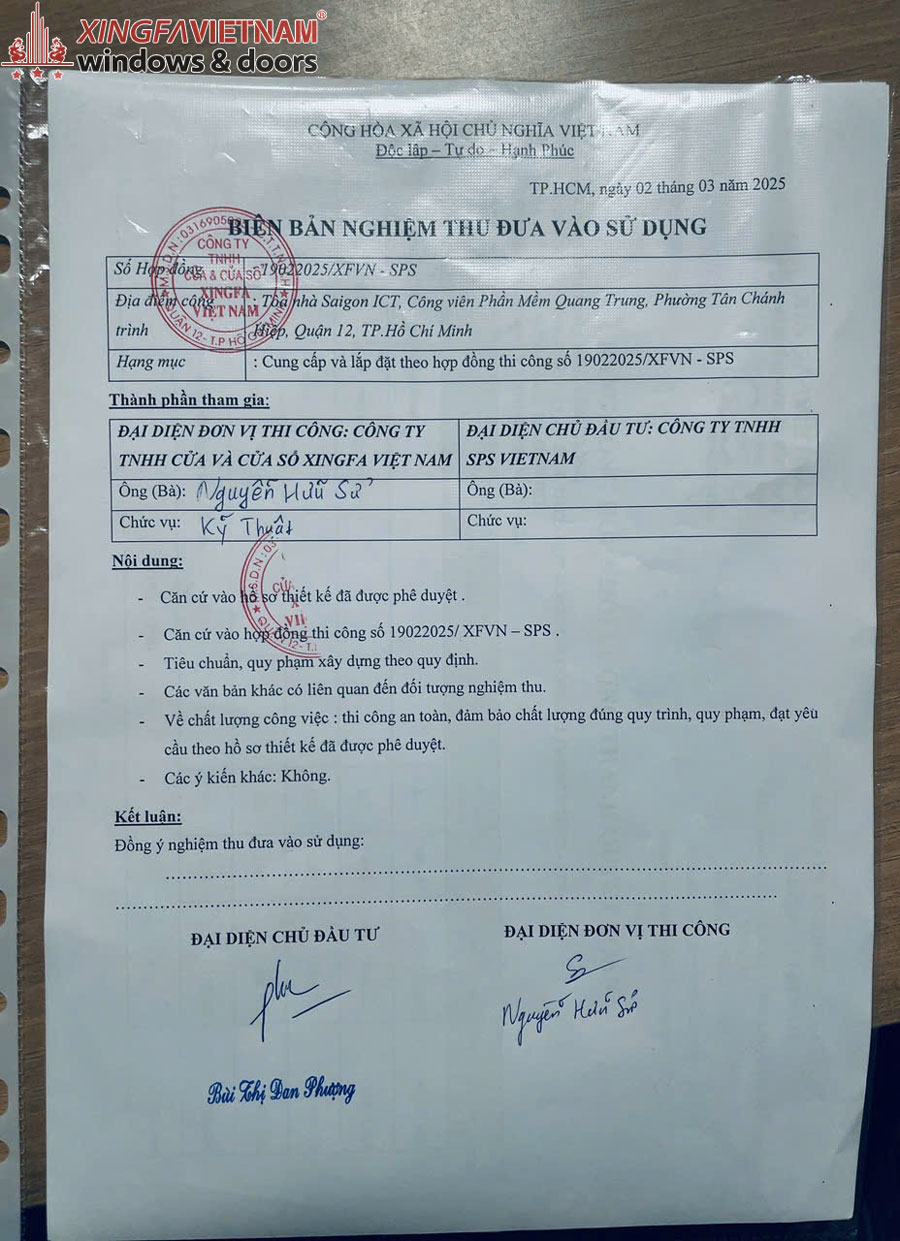 XINGFAVIETNAM®
windows & doors
CỘNG HÒA XÃ HỘI CHỦ NGHĨA VIỆT NAM
Độc lập – Tự do – Hạnh Phúc
TP.HCM, ngày 02 tháng 03 năm 2025
BIÊN BẢN NGHIỆM THU ĐƯA VÀO SỬ DỤNG
Số Hợp đồng : 19022025/XFVN - SPS
Địa điểm công : Tòa nhà Saigon ICT, Công viên Phần Mềm Quang Trung, Phường Tân Chánh
trình Hiệp, Quận 12, TP.Hồ Chí Minh
Hạng mục : Cung cấp và lắp đặt theo hợp đồng thi công số 19022025/XFVN - SPS
CÔNG TY
TNHH
CỬA & CỬA SỔ
XINGFA
VIỆT NAM
QUẬN 12 - T.P HỒ CHÍ MINH
Thành phần tham gia:
ĐẠI DIỆN ĐƠN VỊ THI CÔNG: CÔNG TY
TNHH CỬA VÀ CỬA SỔ XINGFA VIỆT NAM
ĐẠI DIỆN CHỦ ĐẦU TƯ: CÔNG TY TNHH
SPS VIETNAM
Ông (Bà): Nguyễn Hữu Sử
Ông (Bà):
Chức vụ: Kỹ Thuật
Chức vụ:
Nội dung:
- Căn cứ vào hồ sơ thiết kế đã được phê duyệt .
- Căn cứ vào hợp đồng thi công số 19022025/ XFVN – SPS .
- Tiêu chuẩn, quy phạm xây dựng theo quy định.
- Các văn bản khác có liên quan đến đối tượng nghiệm thu.
- Về chất lượng công việc : thi công an toàn, đảm bảo chất lượng đúng quy trình, quy phạm, đạt yêu
cầu theo hồ sơ thiết kế đã được phê duyệt.
- Các ý kiến khác: Không.
Kết luận:
Đồng ý nghiệm thu đưa vào sử dụng:
ĐẠI DIỆN CHỦ ĐẦU TƯ
ĐẠI DIỆN ĐƠN VỊ THI CÔNG
Nguyễn Hữu Sử
Bùi Thị Đan Phượng